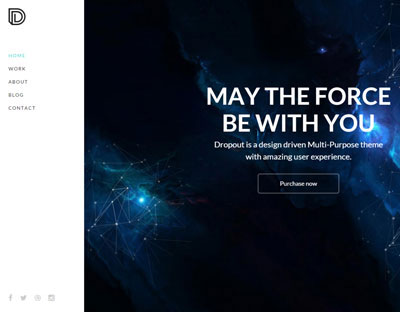 HOME
WORK
ABOUT
BLOG
CONTACT
MAY THE FORCE
BE WITH YOU
Dropout is a design driven Multi-Purpose theme
with amazing user experience.
Purchase now